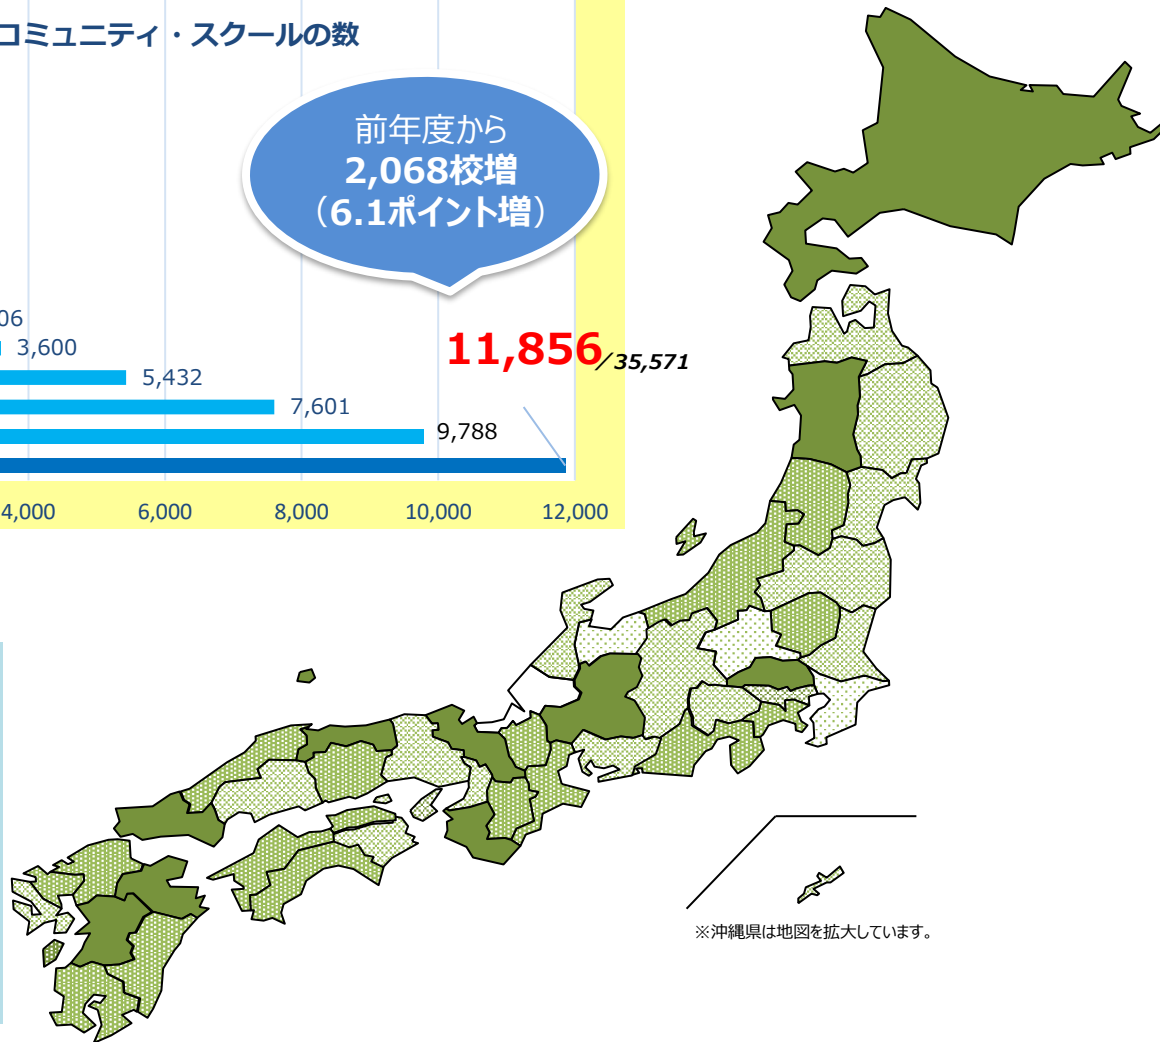 コミュニティ・スクールの数
前年度から
2,068校増
（6.1ポイント増）
06
3,600
11,856／35,571
5,432
7,601
9,788
4,000 6,000 8,000 10,000 12,000
※沖縄県は地図を拡大しています。